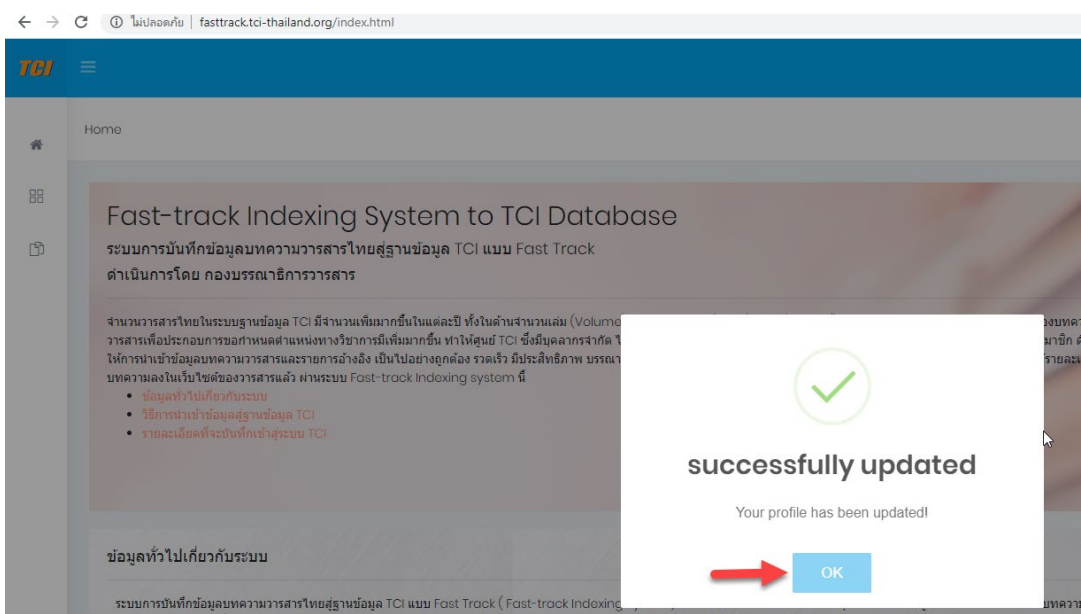 ไม่ปลอดภัย | fasttrack.tci-thailand.org/index.html
TCI
Home
Fast-track Indexing System to TCI Database
ระบบการบันทึกข้อมูลบทความวารสารไทยสู่ฐานข้อมูล TCI แบบ Fast Track
ดำเนินการโดย กองบรรณาธิการวารสาร
จำนวนวารสารไทยในระบบฐานข้อมูล TCI มีจำนวนเพิ่มมากขึ้นในแต่ละปี ทั้งในด้านจำนวนเล่ม (Volume
วารสารเพื่อประกอบการขอกำหนดตำแหน่งทางวิชาการมีเพิ่มมากขึ้น ทำให้ศูนย์ TCI ซึ่งมีบุคลากรจำกัด
ให้การนำเข้าข้อมูลบทความวารสารและรายการอ้างอิง เป็นไปอย่างถูกต้อง รวดเร็ว มีประสิทธิภาพ บรรณา
บทความลงในเว็บไซต์ของวารสารแล้ว ผ่านระบบ Fast-track Indexing system นี้
ข้อมูลทั่วไปเกี่ยวกับระบบ
วิธีการนำเข้าข้อมูลสู่ฐานข้อมูล TCI
รายละเอียดที่จะบันทึกเข้าสู่ระบบ TCI
successfully updated
Your profile has been updated!
OK
ข้อมูลทั่วไปเกี่ยวกับระบบ
ระบบการบันทึกข้อมูลบทความวารสารไทยสู่ฐานข้อมูล TCI แบบ Fast Track ( Fast-track Indexing